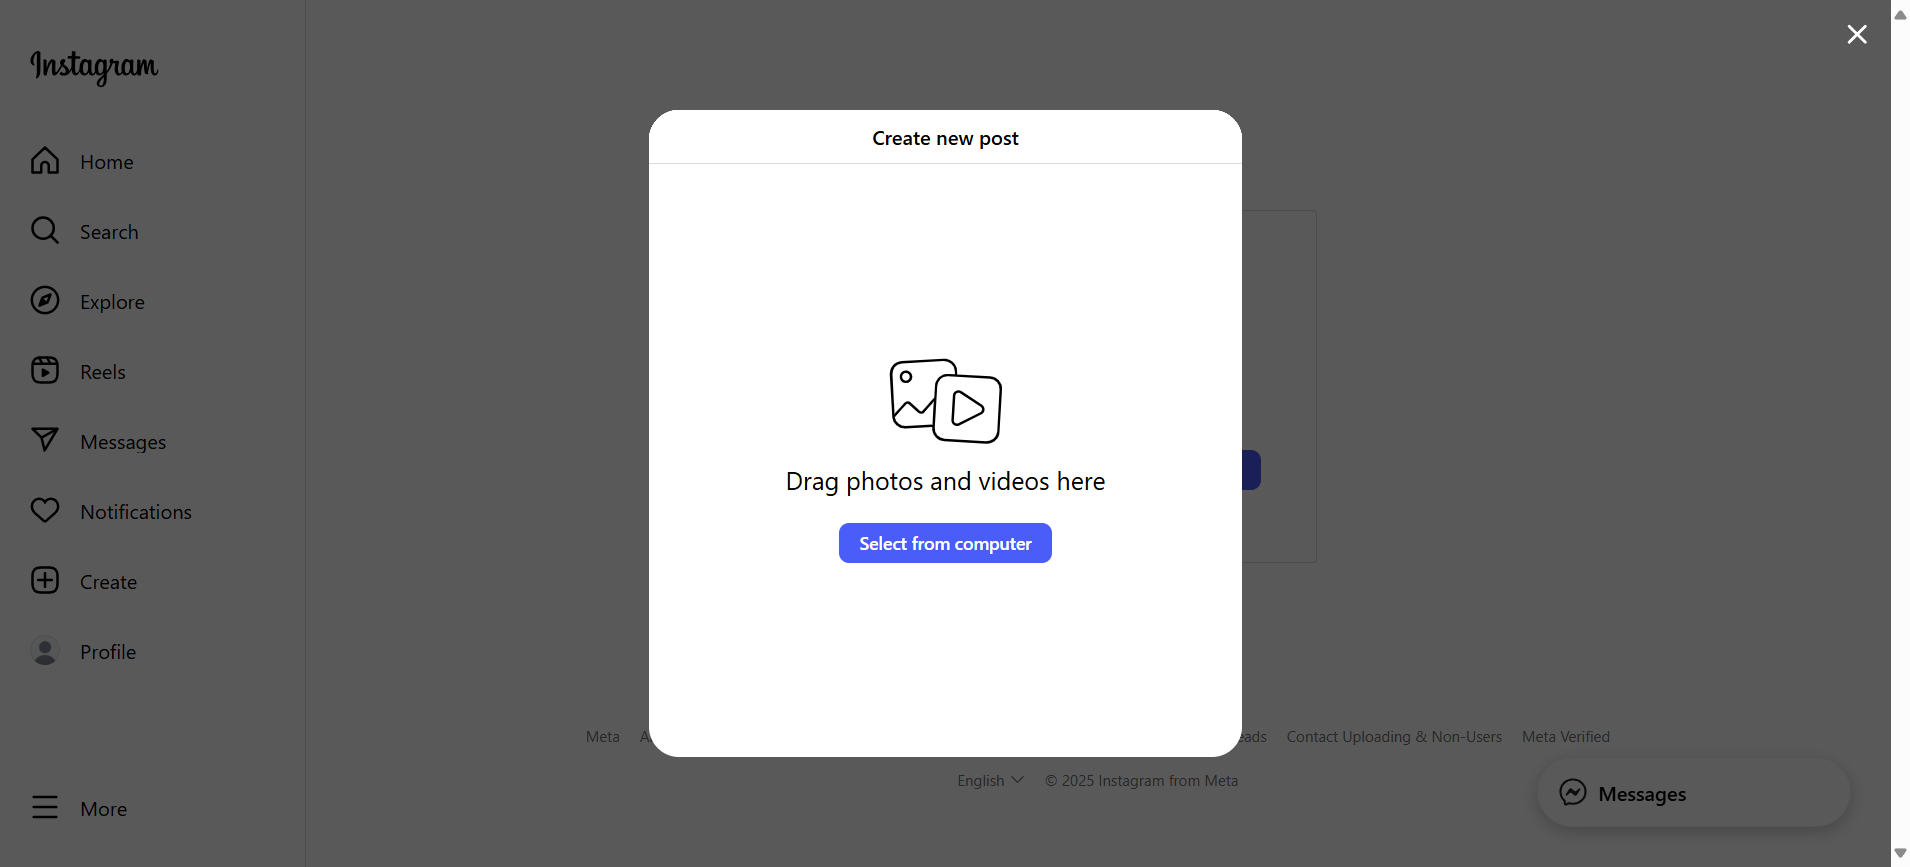 Instagram
Home
Search
Explore
Reels
Messages
Notifications
Create
Profile
More
Create new post
Drag photos and videos here
Select from computer
Meta
Contact Uploading & Non-Users
Meta Verified
English
© 2025 Instagram from Meta
Messages